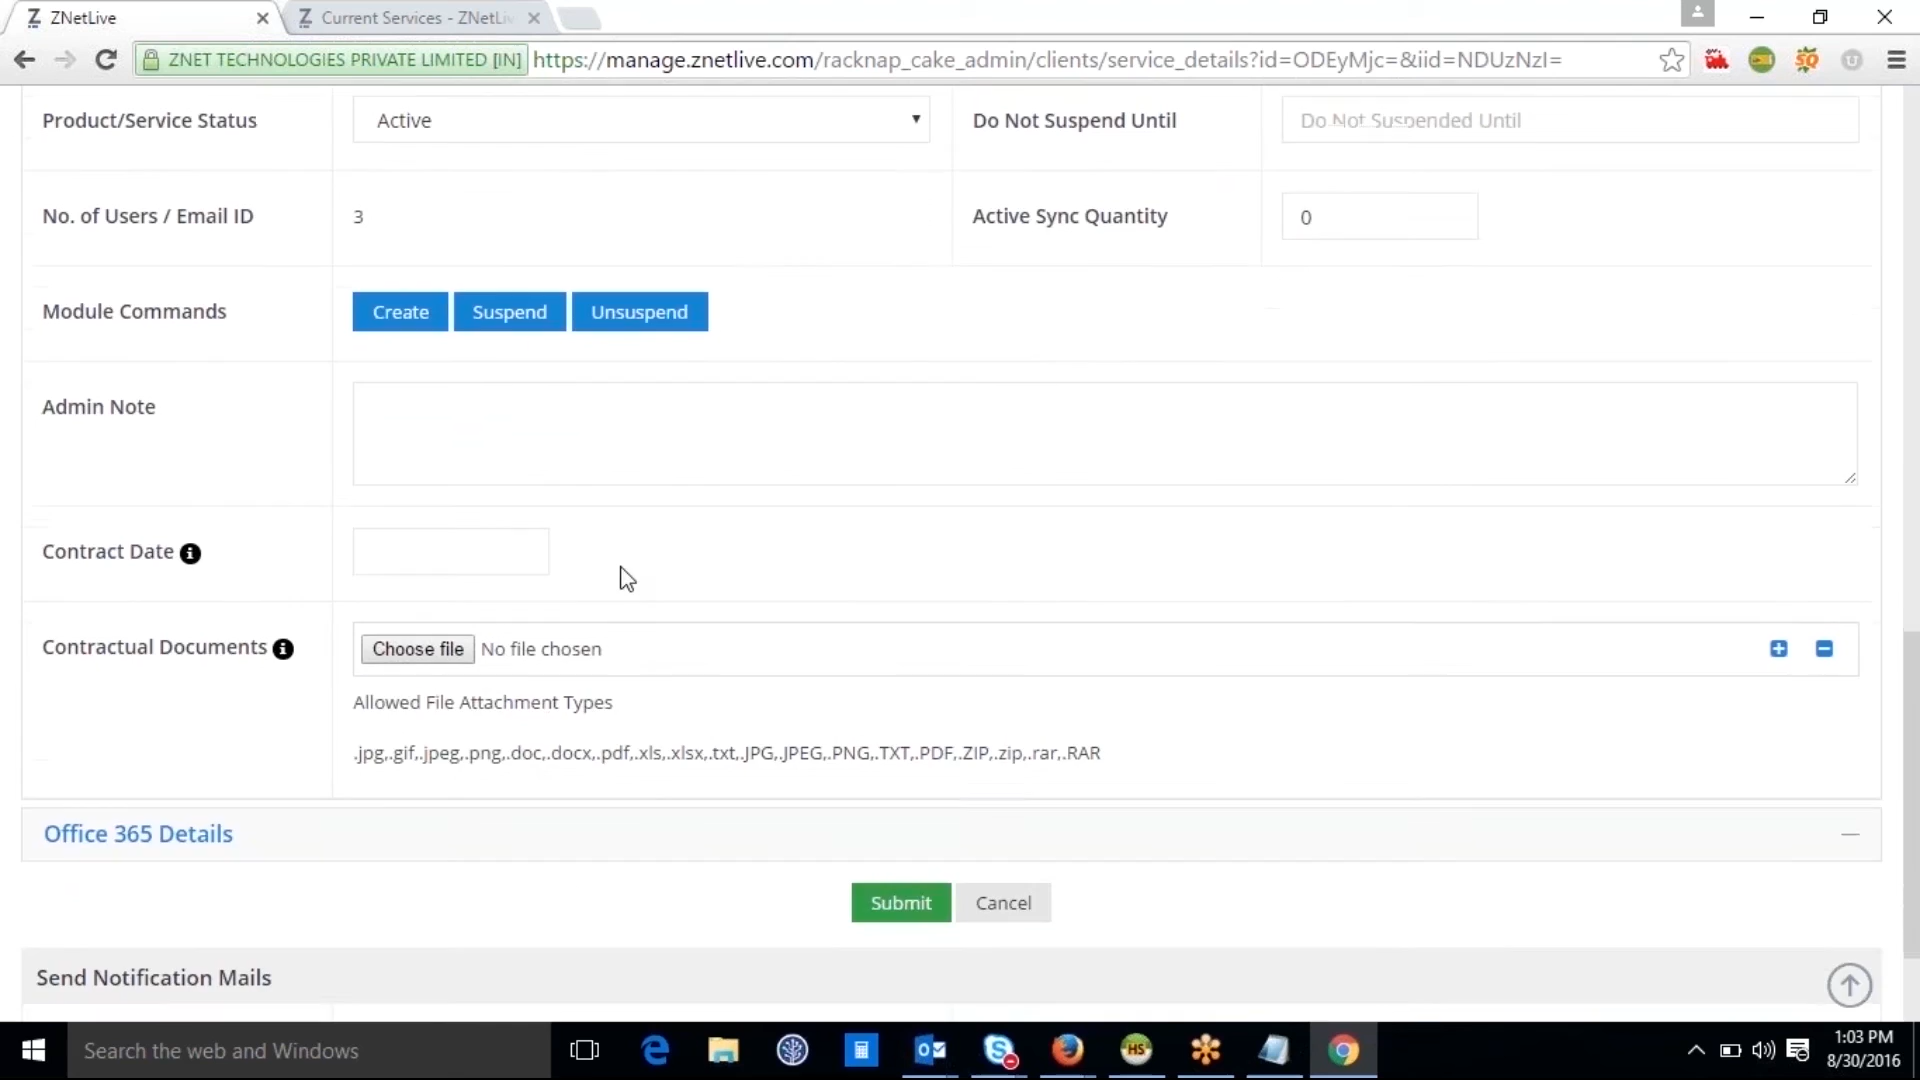 ZNetLive
Current Services - ZNetLiv
ZNET TECHNOLOGIES PRIVATE LIMITED [IN] https://manage.znetlive.com/racknap_cake_admin/clients/service_details?id=ODEyMjc=&iid=NDUzNzI=
Product/Service Status Active Do Not Suspend Until Do Not Suspended Until
No. of Users / Email ID 3 Active Sync Quantity 0
Module Commands Create Suspend Unsuspend
Admin Note
Contract Date
Contractual Documents Choose file No file chosen
Allowed File Attachment Types
.jpg,.gif,.jpeg,.png,.doc,.docx,.pdf,.xls,.xlsx,.txt,.JPG,.JPEG,.PNG,.TXT,.PDF,.ZIP,.zip,.rar,.RAR
Office 365 Details
Submit Cancel
Send Notification Mails
Search the web and Windows
HS
1:03 PM
8/30/2016